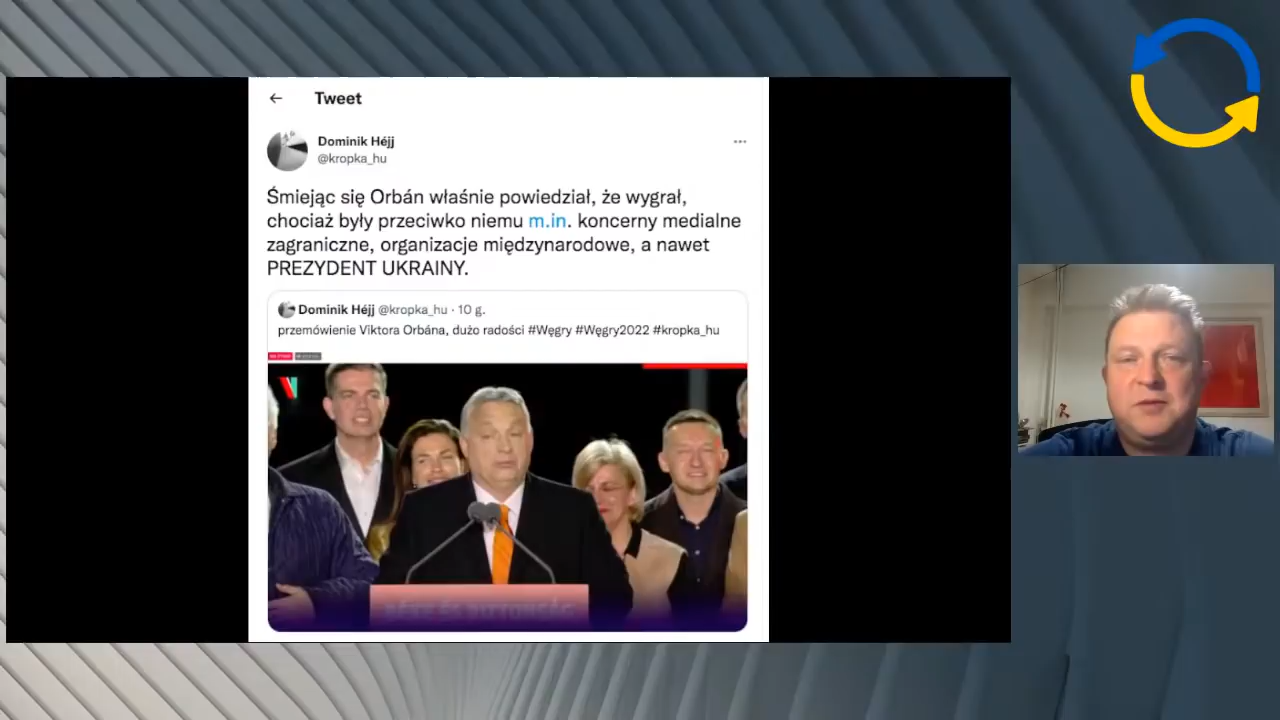 Tweet
Dominik Héjj
@kropka_hu
Śmiejąc się Orbán właśnie powiedział, że wygrał,
chociaż były przeciwko niemu m.in. koncerny medialne
zagraniczne, organizacje międzynarodowe, a nawet
PREZYDENT UKRAINY.
Dominik Héjj @kropka_hu · 10 g.
przemówienie Viktora Orbána, dużo radości #Węgry #Węgry2022 #kropka_hu